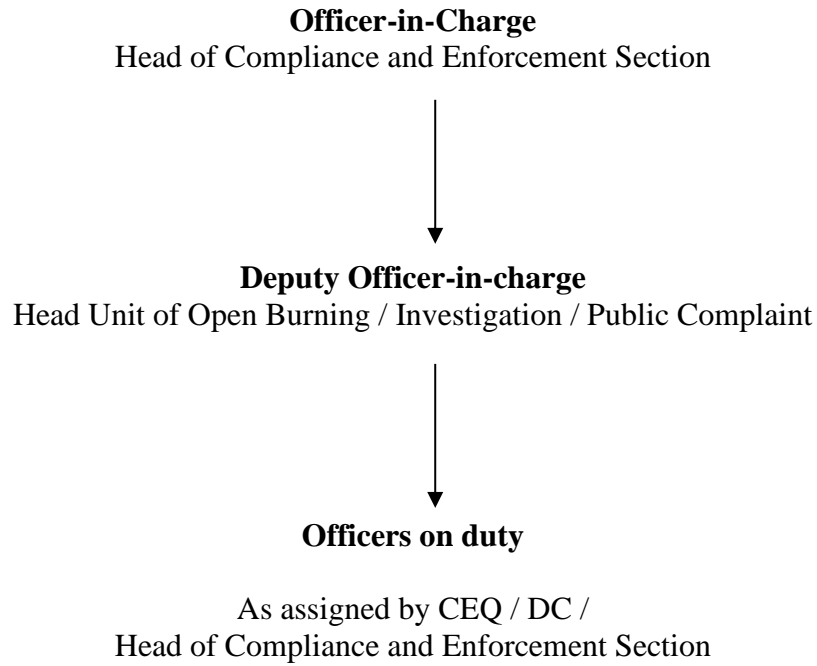 Officer-in-Charge
Head of Compliance and Enforcement Section
Deputy Officer-in-charge
Head Unit of Open Burning / Investigation / Public Complaint
Officers on duty
As assigned by CEQ / DC /
Head of Compliance and Enforcement Section